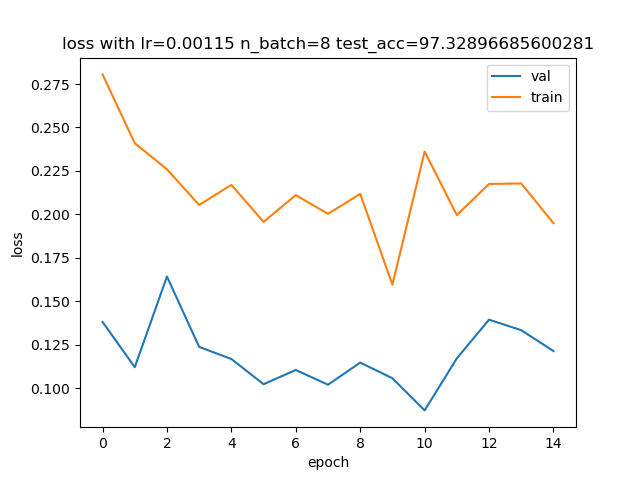 loss with lr=0.00115 n_batch=8 test_acc=97.32896685600281
val
train
0.275
0.250
0.225
0.200
0.175
0.150
0.125
0.100
loss
0 2 4 6 8 10 12 14
epoch